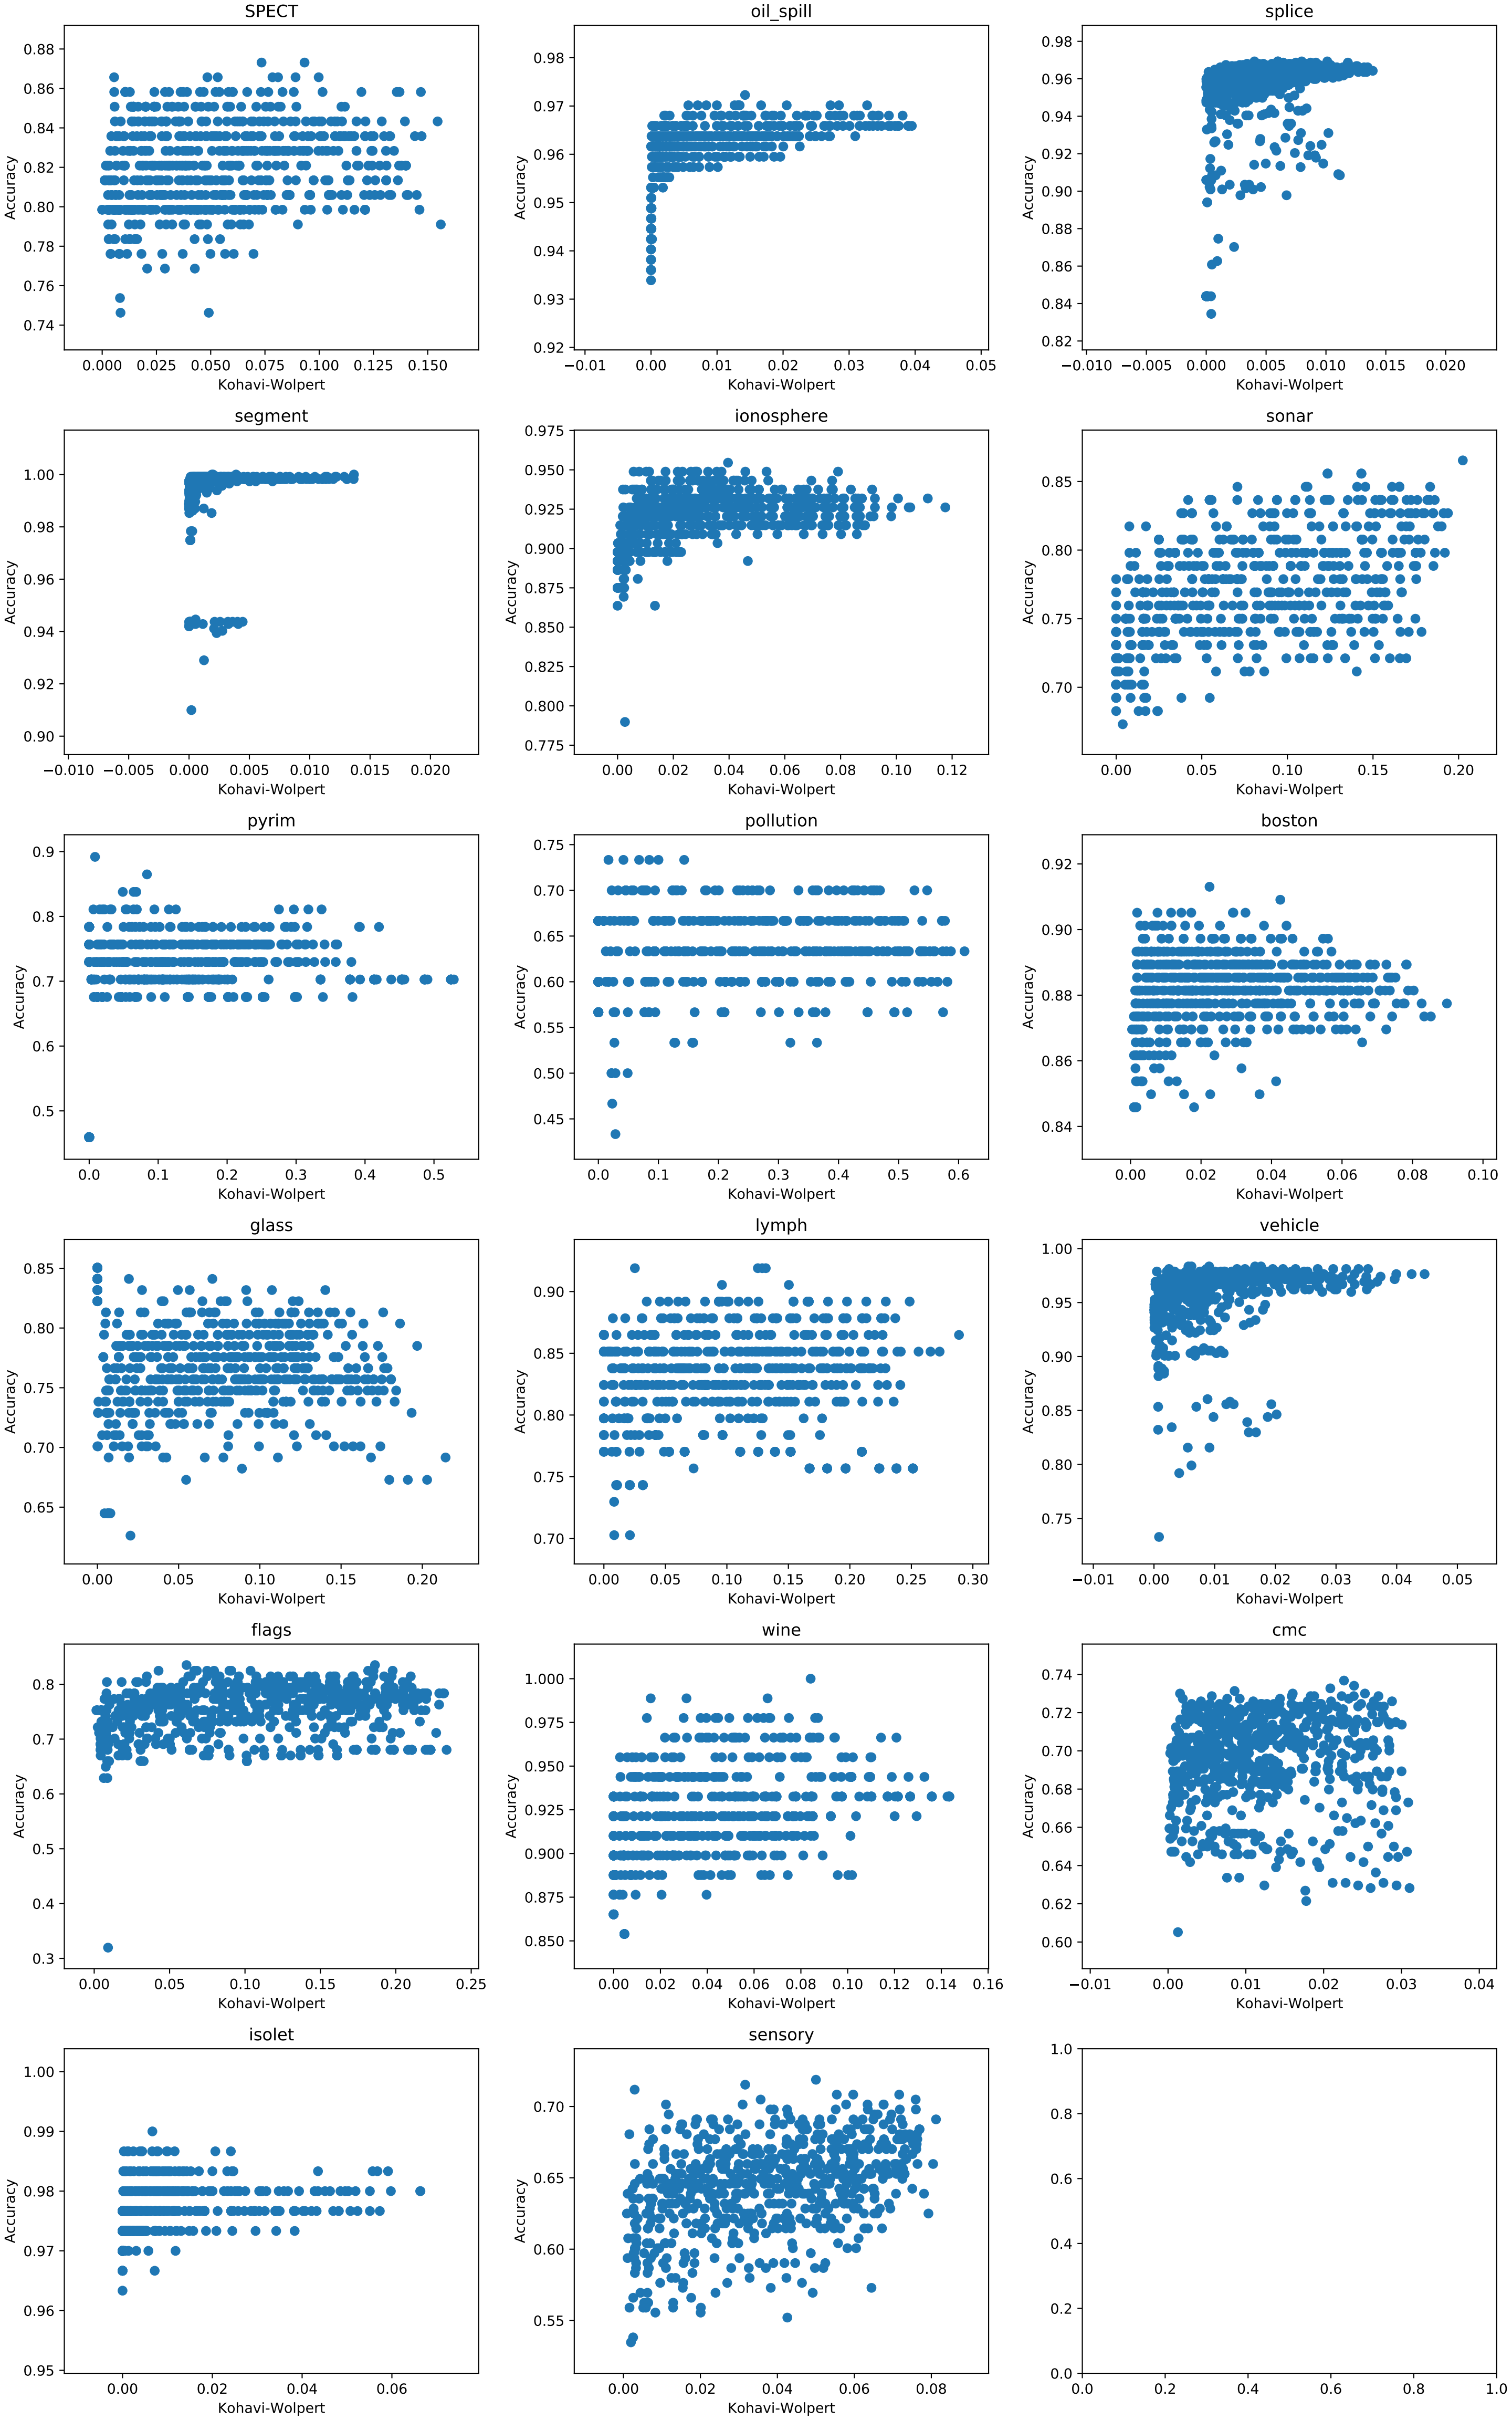 SPECT
0.88
0.86
0.84
0.82
0.80
0.78
0.76
0.74
Accuracy
0.000 0.025 0.050 0.075 0.100 0.125 0.150
Kohavi-Wolpert
oil_spill
0.98
0.97
0.96
0.95
0.94
0.93
0.92
Accuracy
−0.01 0.00 0.01 0.02 0.03 0.04 0.05
Kohavi-Wolpert
splice
0.98
0.96
0.94
0.92
0.90
0.88
0.86
0.84
0.82
Accuracy
−0.010 −0.005 0.000 0.005 0.010 0.015 0.020
Kohavi-Wolpert
segment
1.00
0.98
0.96
0.94
0.92
0.90
Accuracy
−0.010 −0.005 0.000 0.005 0.010 0.015 0.020
Kohavi-Wolpert
ionosphere
0.975
0.950
0.925
0.900
0.875
0.850
0.825
0.800
0.775
Accuracy
0.00 0.02 0.04 0.06 0.08 0.10 0.12
Kohavi-Wolpert
sonar
0.85
0.80
0.75
0.70
Accuracy
0.00 0.05 0.10 0.15 0.20
Kohavi-Wolpert
pyrim
0.9
0.8
0.7
0.6
0.5
Accuracy
0.0 0.1 0.2 0.3 0.4 0.5
Kohavi-Wolpert
pollution
0.75
0.70
0.65
0.60
0.55
0.50
0.45
Accuracy
0.0 0.1 0.2 0.3 0.4 0.5 0.6
Kohavi-Wolpert
boston
0.92
0.90
0.88
0.86
0.84
Accuracy
0.00 0.02 0.04 0.06 0.08 0.10
Kohavi-Wolpert
glass
0.85
0.80
0.75
0.70
0.65
Accuracy
0.00 0.05 0.10 0.15 0.20
Kohavi-Wolpert
lymph
0.90
0.85
0.80
0.75
0.70
Accuracy
0.00 0.05 0.10 0.15 0.20 0.25 0.30
Kohavi-Wolpert
vehicle
1.00
0.95
0.90
0.85
0.80
0.75
Accuracy
−0.01 0.00 0.01 0.02 0.03 0.04 0.05
Kohavi-Wolpert
flags
0.8
0.7
0.6
0.5
0.4
0.3
Accuracy
0.00 0.05 0.10 0.15 0.20 0.25
Kohavi-Wolpert
wine
1.000
0.975
0.950
0.925
0.900
0.875
0.850
Accuracy
0.00 0.02 0.04 0.06 0.08 0.10 0.12 0.14 0.16
Kohavi-Wolpert
cmc
0.74
0.72
0.70
0.68
0.66
0.64
0.62
0.60
Accuracy
−0.01 0.00 0.01 0.02 0.03 0.04
Kohavi-Wolpert
isolet
1.00
0.99
0.98
0.97
0.96
0.95
Accuracy
0.00 0.02 0.04 0.06
Kohavi-Wolpert
sensory
0.70
0.65
0.60
0.55
Accuracy
0.00 0.02 0.04 0.06 0.08
Kohavi-Wolpert
1.0
0.8
0.6
0.4
0.2
0.0
0.0 0.2 0.4 0.6 0.8 1.0